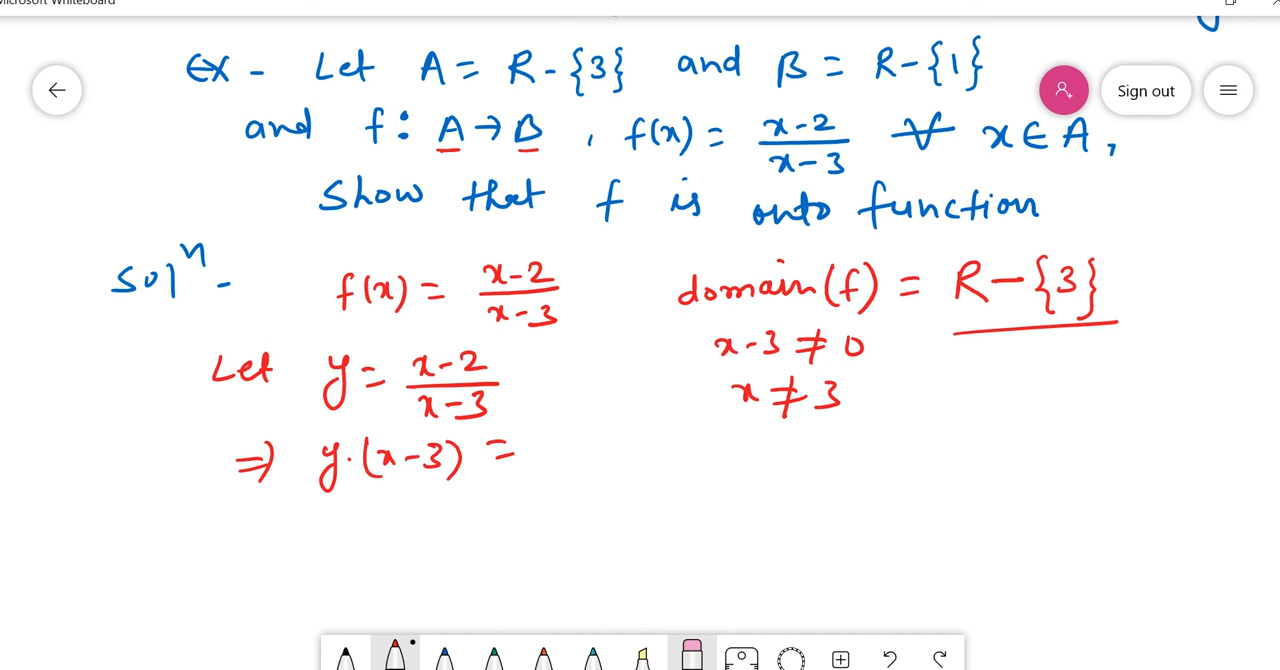 Microsoft Whiteboard
Ex - Let A = R - {3} and B = R - {1}
Sign out
and f: A → B , f(x) = x-2 / x-3 ∀ x ∈ A ,
Show that f is onto function
Solⁿ - f(x) = x-2 / x-3 domain(f) = R - {3}
x-3 ≠ 0
Let y = x-2 / x-3 x ≠ 3
⇒ y.(x-3) =